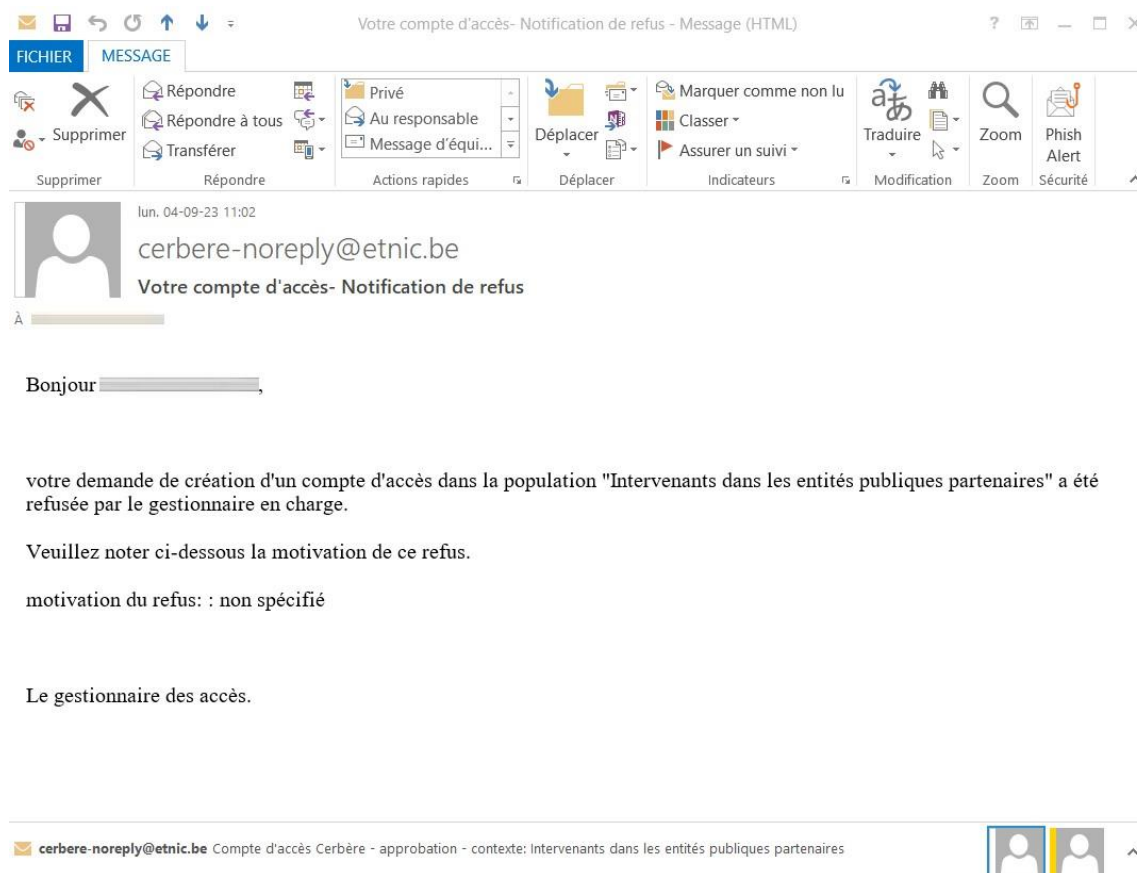 Votre compte d'accès- Notification de refus - Message (HTML)
?
FICHIER
MESSAGE
Supprimer
Répondre
Répondre à tous
Transférer
Privé
Au responsable
Message d'équi...
Déplacer
Marquer comme non lu
Classer
Assurer un suivi
Traduire
Zoom
Phish
Alert
Supprimer
Répondre
Actions rapides
Déplacer
Indicateurs
Modification
Zoom
Sécurité
lun. 04-09-23 11:02
cerbere-noreply@etnic.be
Votre compte d'accès- Notification de refus
À
Bonjour ,
votre demande de création d'un compte d'accès dans la population "Intervenants dans les entités publiques partenaires" a été
refusée par le gestionnaire en charge.
Veuillez noter ci-dessous la motivation de ce refus.
motivation du refus: : non spécifié
Le gestionnaire des accès.
cerbere-noreply@etnic.be Compte d'accès Cerbère - approbation - contexte: Intervenants dans les entités publiques partenaires